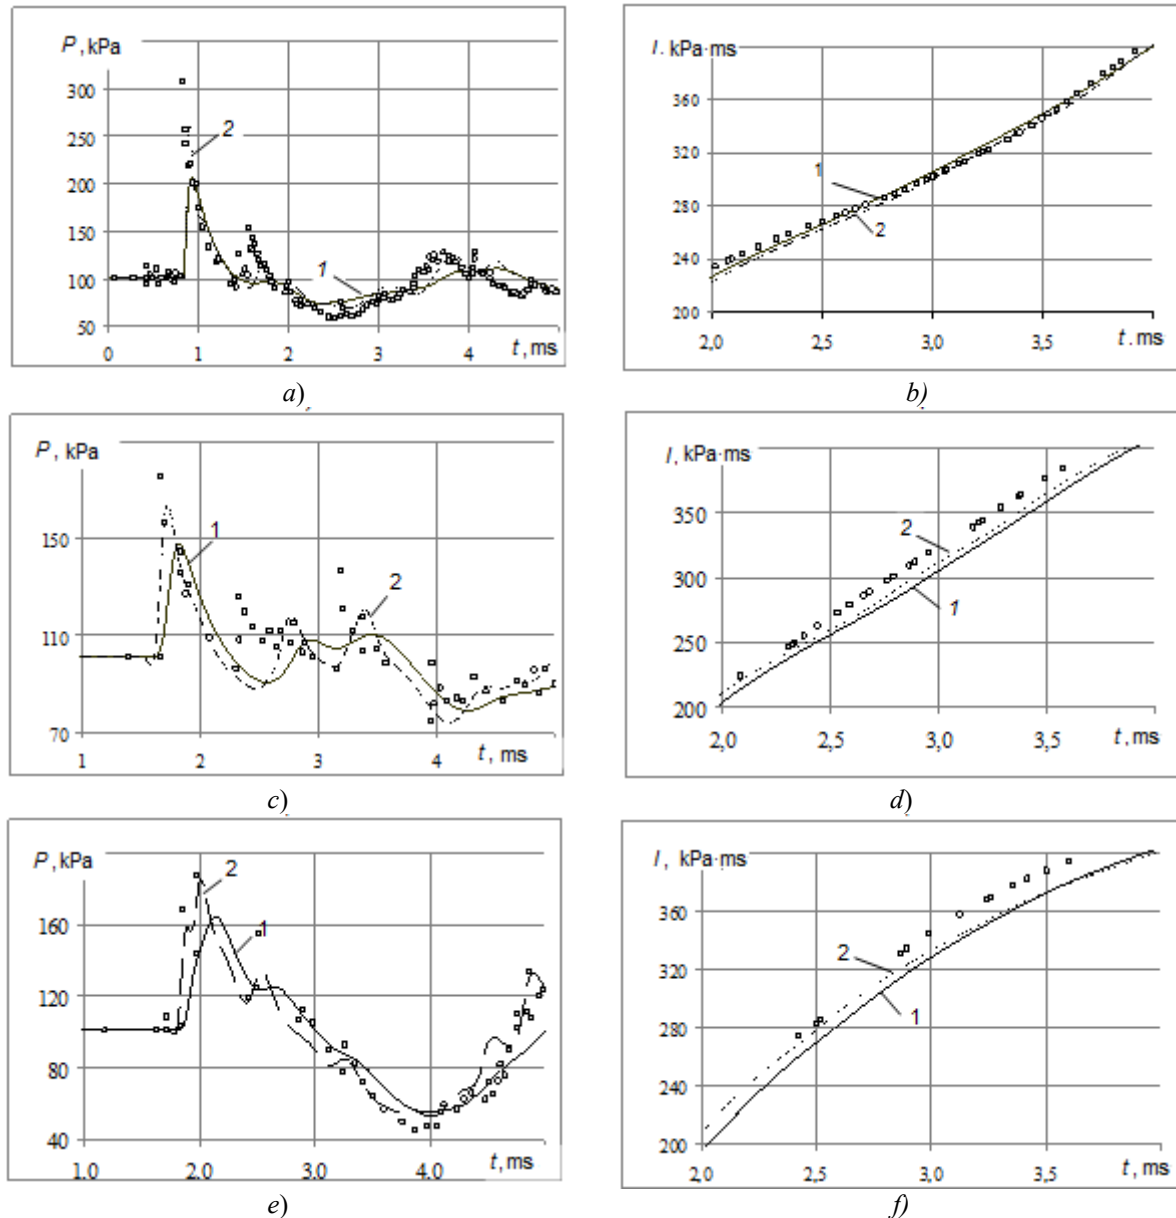 P, kPa
300
250
200
150
100
50
0 1 2 3 4 t, ms
2
1
a)
I. kPa·ms
360
320
280
240
200
2,0 2,5 3,0 3,5 t. ms
1
2
b)
P, kPa
150
110
70
1 2 3 4 t, ms
1
2
c)
I, kPa·ms
350
300
250
200
2,0 2,5 3,0 3,5 t, ms
2
1
d)
P, kPa
160
120
80
40
1.0 2.0 3.0 4.0 t, ms
2
1
e)
I, kPa·ms
360
320
280
240
200
2,0 2,5 3,0 3,5 t, ms
2
1
f)